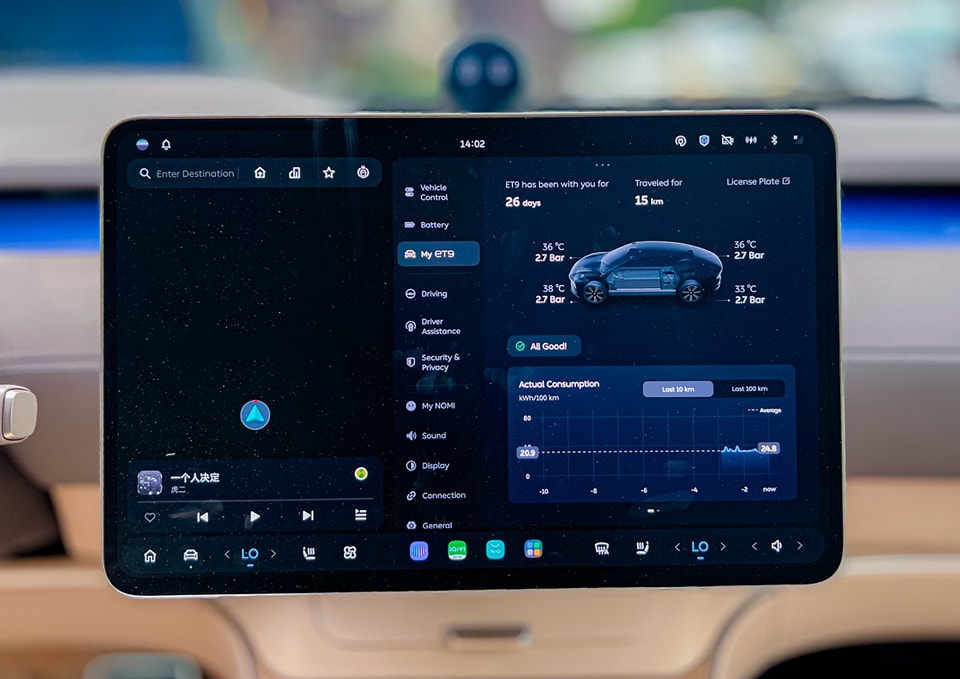 14:02
Enter Destination
Vehicle
Control
Battery
My ET9
Driving
Driver
Assistance
Security &
Privacy
My NOMI
Sound
Display
Connection
General
ET9 has been with you for
26 days
Traveled for
15 km
License Plate
36 °C
2.7 Bar
36 °C
2.7 Bar
38 °C
2.7 Bar
33 °C
2.7 Bar
All Good!
Actual Consumption
kWh/100 km
Last 10 km
Last 100 km
Average
80
20.9
24.8
0
-10
-8
-6
-4
-2
now
一个人决定
虎二
LO
LO